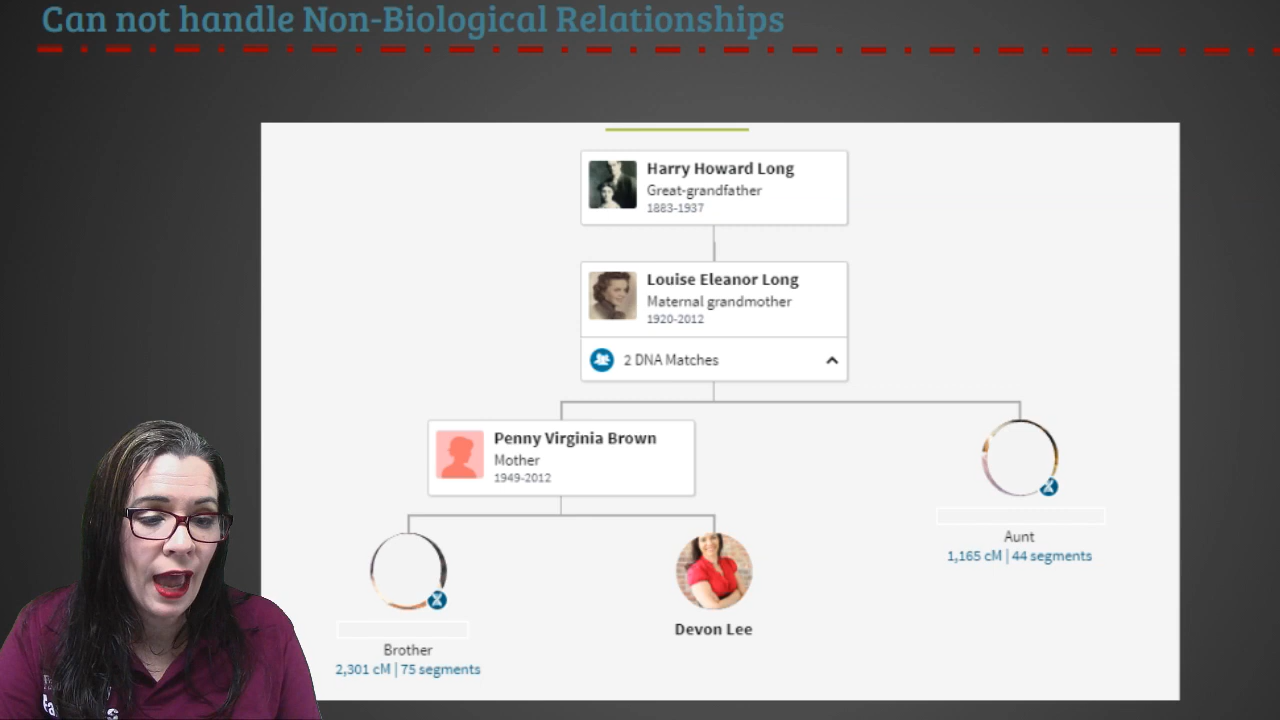 Can not handle Non-Biological Relationships
Harry Howard Long
Great-grandfather
1883-1937
Louise Eleanor Long
Maternal grandmother
1920-2012
2 DNA Matches
Penny Virginia Brown
Mother
1949-2012
Aunt
1,165 cM | 44 segments
Devon Lee
Brother
2,301 cM | 75 segments